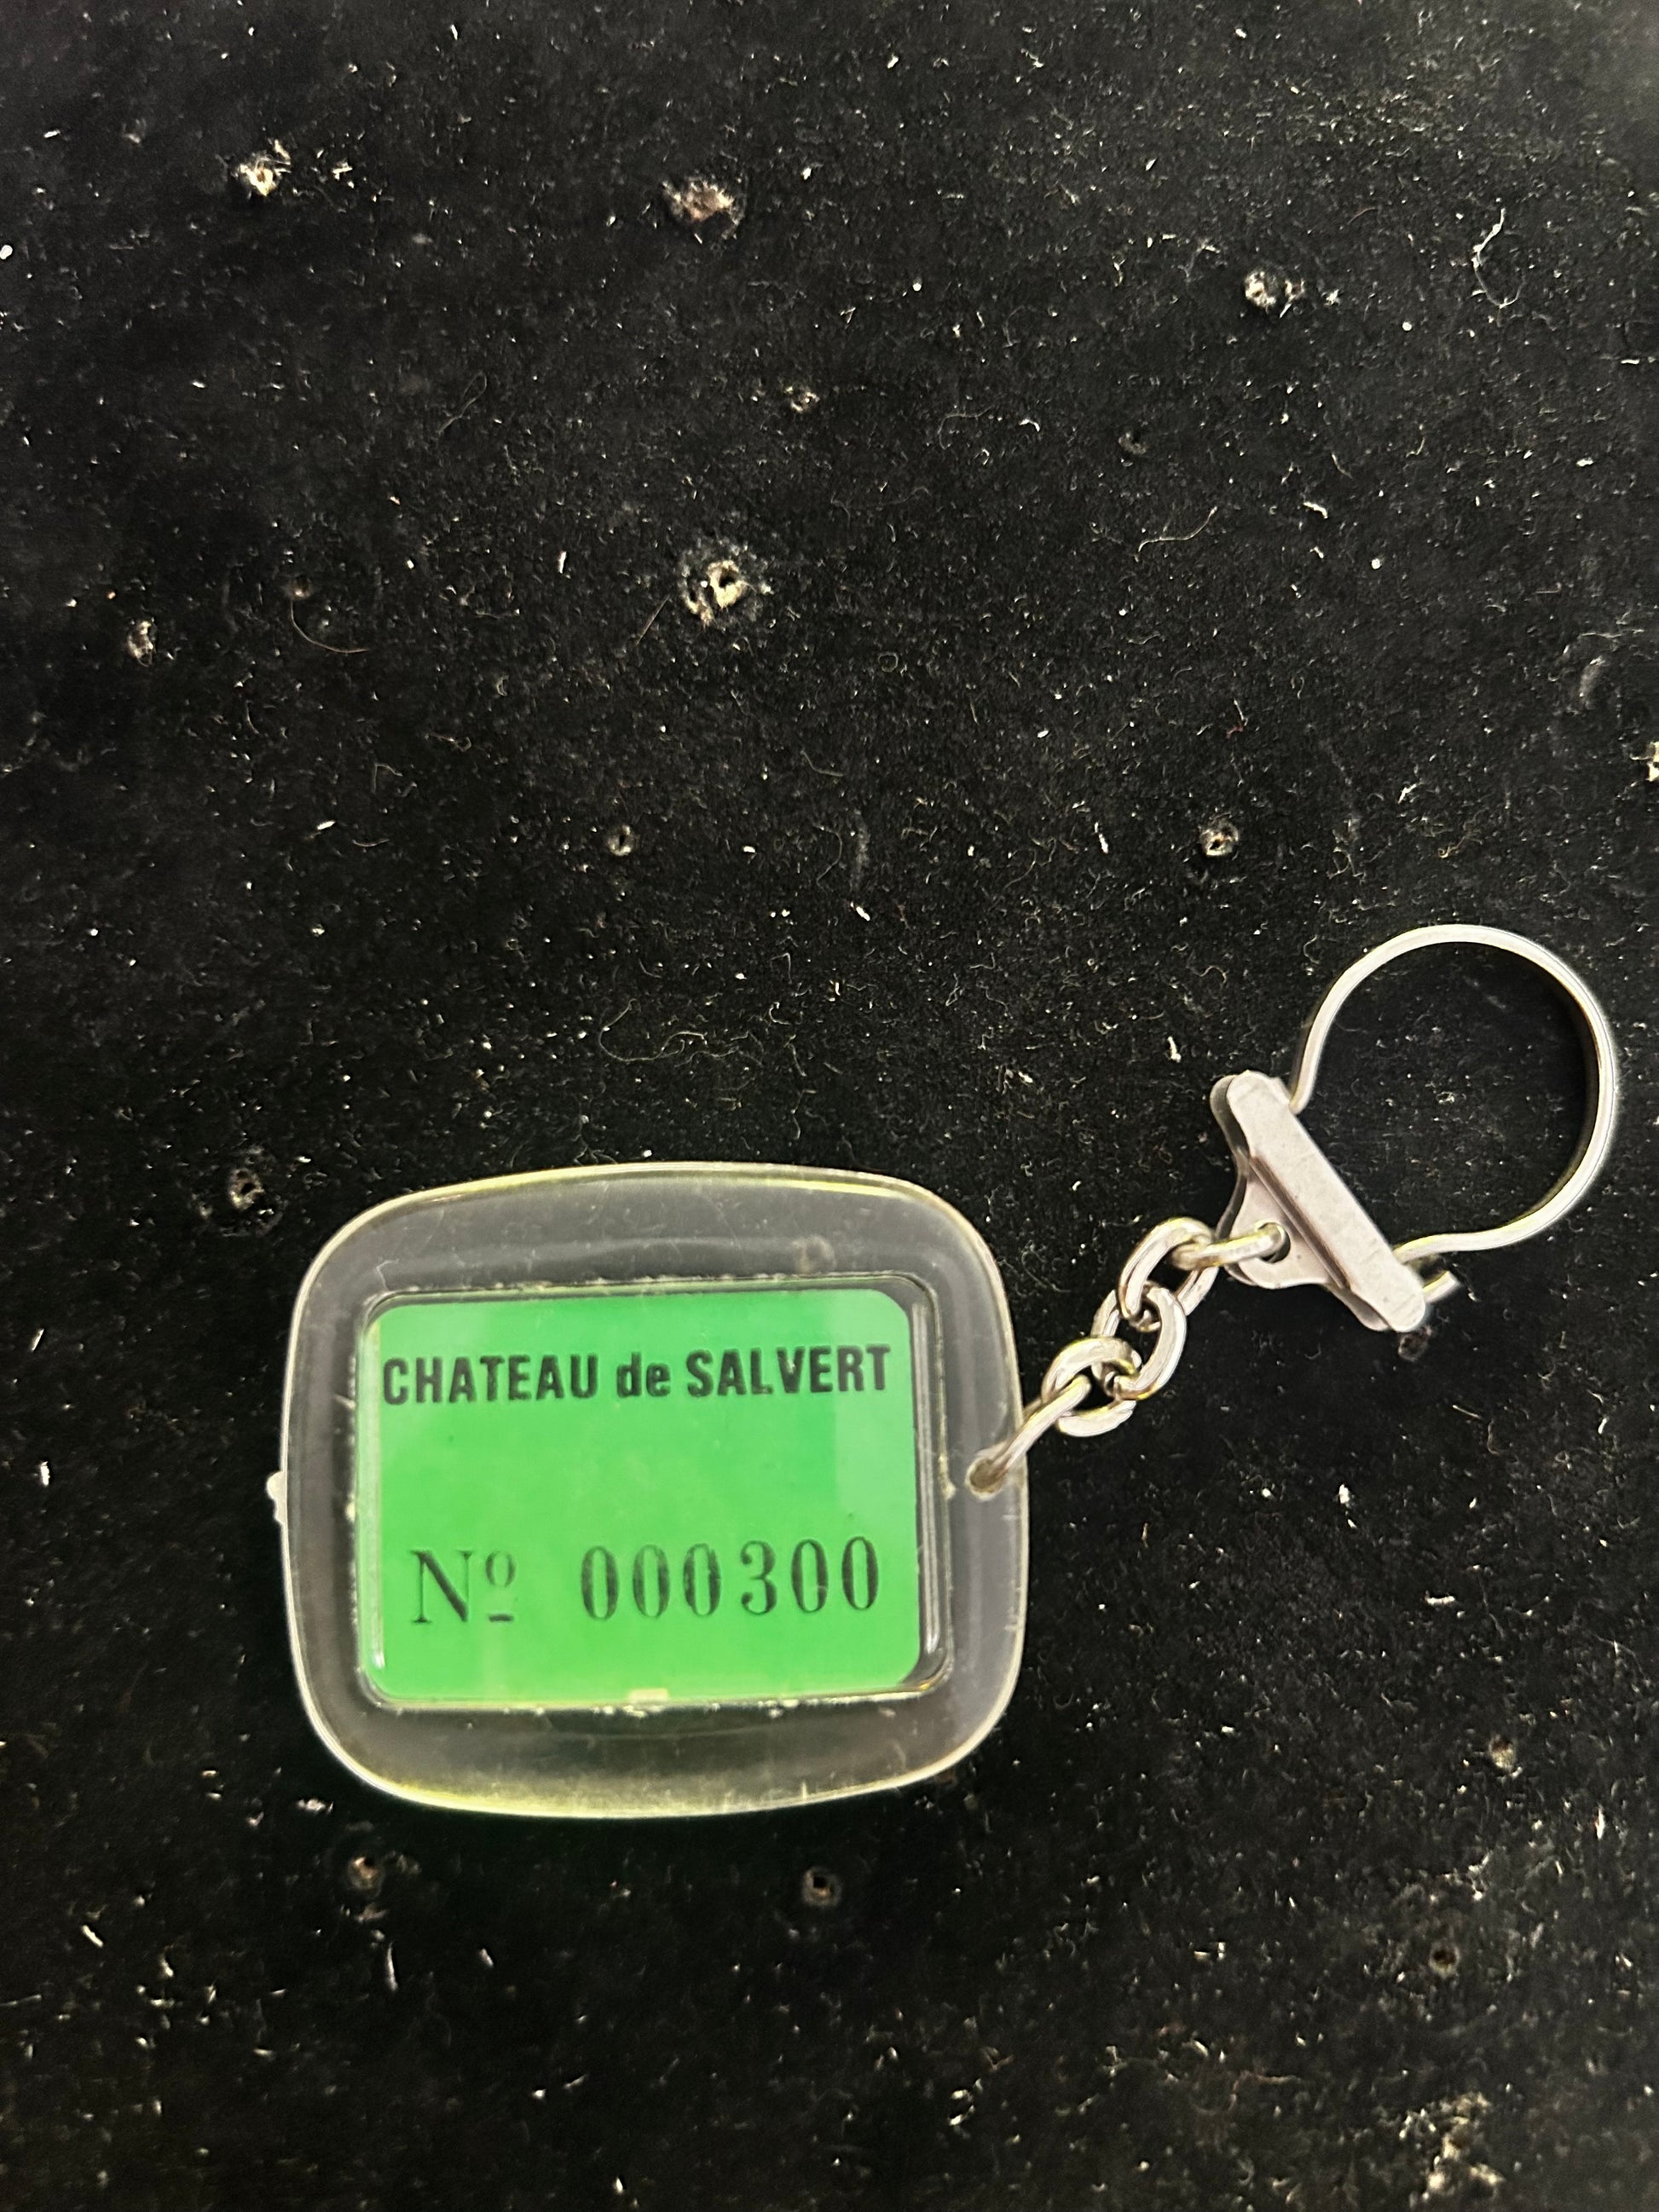 CHATEAU de SALVERT
Nº 000300